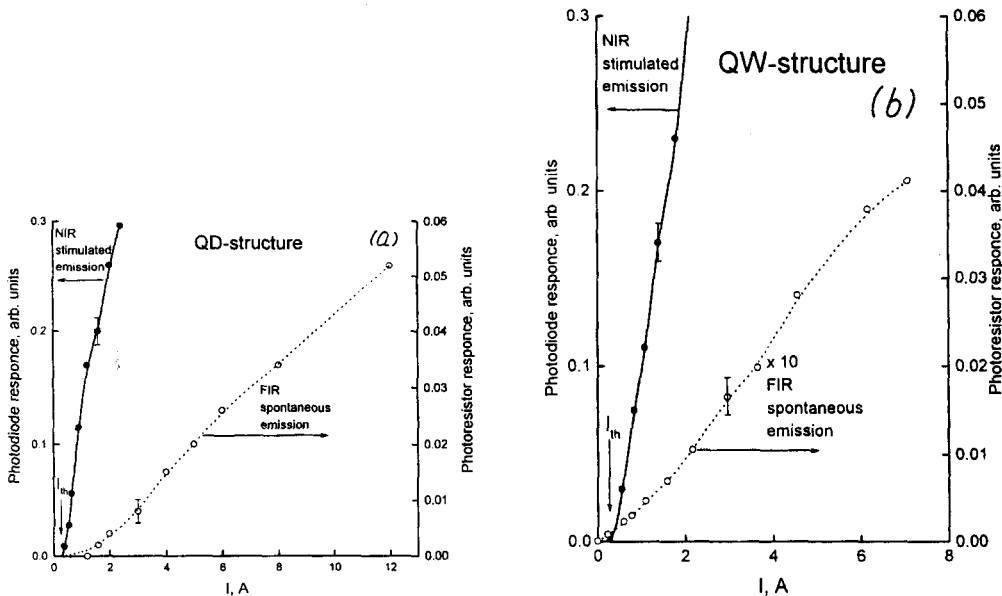 0.3
0.2
0.1
0.0
Photodiode responce, arb. units
NIR
stimulated
emission
QD-structure
(a)
0.06
0.05
0.04
0.03
0.02
0.01
0.00
Photoresistor responce, arb. units
FIR
spontaneous
emission
Ith
0 2 4 6 8 10 12
I, A
0.3
0.2
0.1
0.0
Photodiode responce, arb units
NIR
stimulated
emission
QW-structure
(b)
0.06
0.05
0.04
0.03
0.02
0.01
0.00
Photoresistor responce, arb. units
x 10
FIR
spontaneous
emission
Ith
0 2 4 6 8
I, A